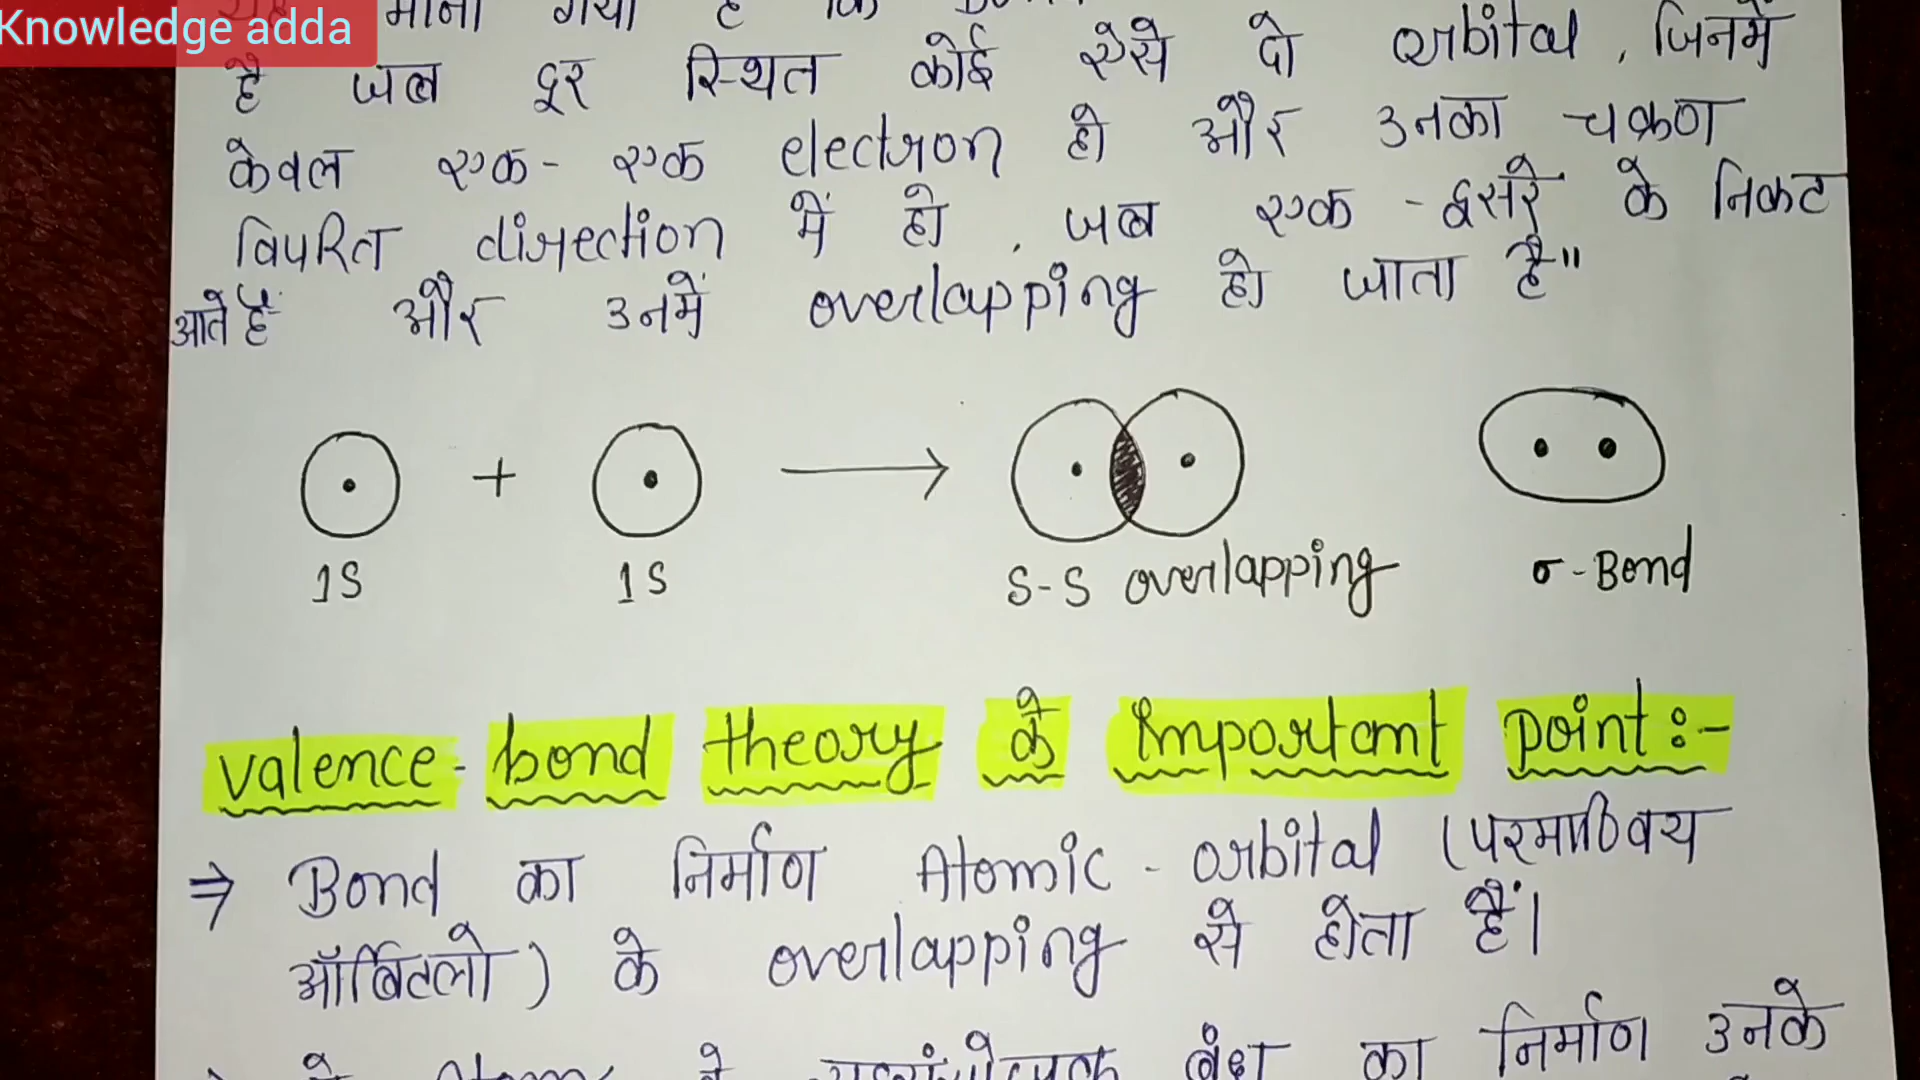 Knowledge adda
माना गया है कि
है जब दूर स्थित कोई ऐसे दो orbital , जिनमें
केवल एक - एक electron हो और उनका चक्रण
विपरित direction में हो , जब एक - दूसरे के निकट
आते हैं और उनमें overlapping हो जाता है"
+
1S 1S S-S overlapping σ-Bond
valence-bond theory के important point :-
⇒ Bond का निर्माण Atomic - orbital (परमाण्विय
ऑर्बिटलो) के overlapping से होता हैं।
का निर्माण उनके